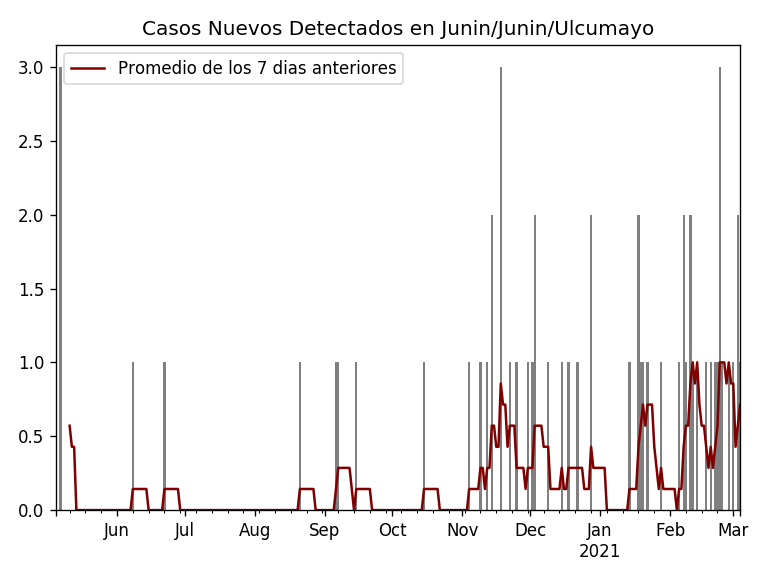 Casos Nuevos Detectados en Junin/Junin/Ulcumayo
Promedio de los 7 dias anteriores
3.0
2.5
2.0
1.5
1.0
0.5
0.0
Jun Jul Aug Sep Oct Nov Dec Jan Feb Mar
2021